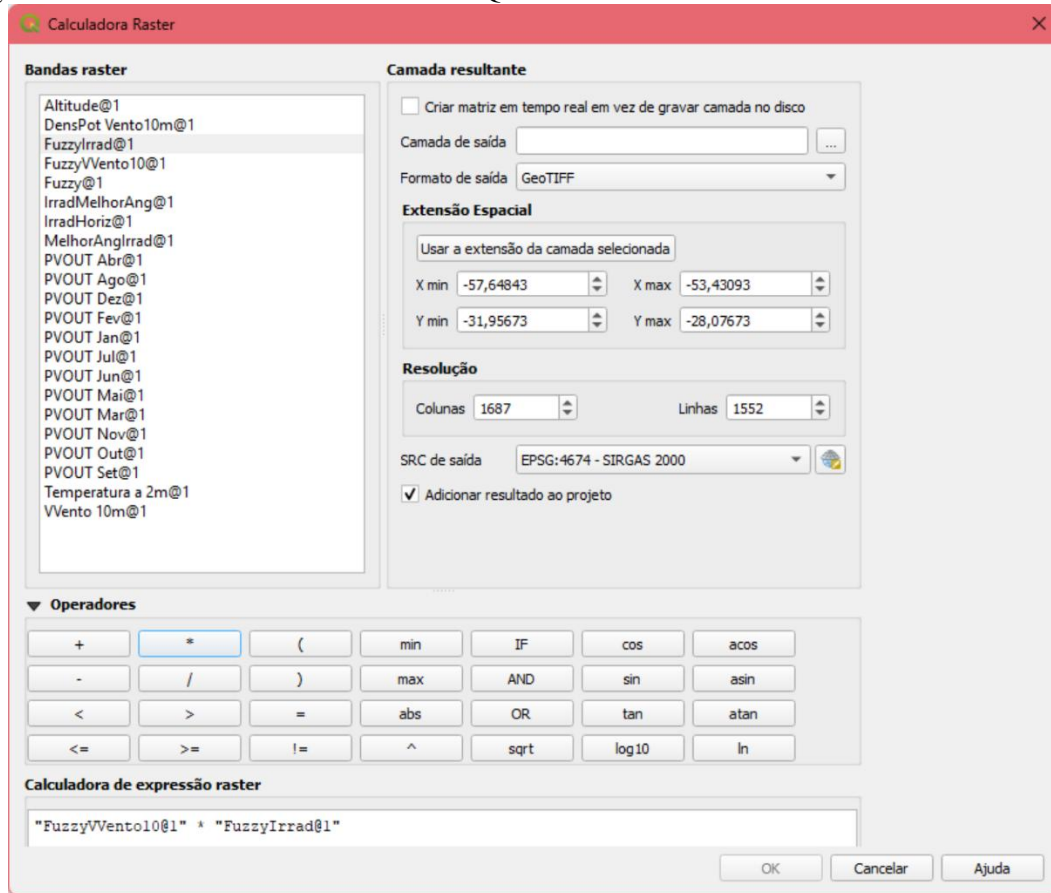 Calculadora Raster
Bandas raster
Altitude@1
DensPot Vento10m@1
FuzzyIrrad@1
FuzzyVVento10@1
Fuzzy@1
IrradMelhorAng@1
IrradHoriz@1
MelhorAngIrrad@1
PVOUT Abr@1
PVOUT Ago@1
PVOUT Dez@1
PVOUT Fev@1
PVOUT Jan@1
PVOUT Jul@1
PVOUT Jun@1
PVOUT Mai@1
PVOUT Mar@1
PVOUT Nov@1
PVOUT Out@1
PVOUT Set@1
Temperatura a 2m@1
VVento 10m@1
Camada resultante
Criar matriz em tempo real em vez de gravar camada no disco
Camada de saída ...
Formato de saída GeoTIFF
Extensão Espacial
Usar a extensão da camada selecionada
X min -57,64843 X max -53,43093
Y min -31,95673 Y max -28,07673
Resolução
Colunas 1687 Linhas 1552
SRC de saída EPSG:4674 - SIRGAS 2000
Adicionar resultado ao projeto
Operadores
+ * ( min IF cos acos
- / ) max AND sin asin
< > = abs OR tan atan
<= >= != ^ sqrt log10 ln
Calculadora de expressão raster
"FuzzyVVento10@1" * "FuzzyIrrad@1"
OK Cancelar Ajuda